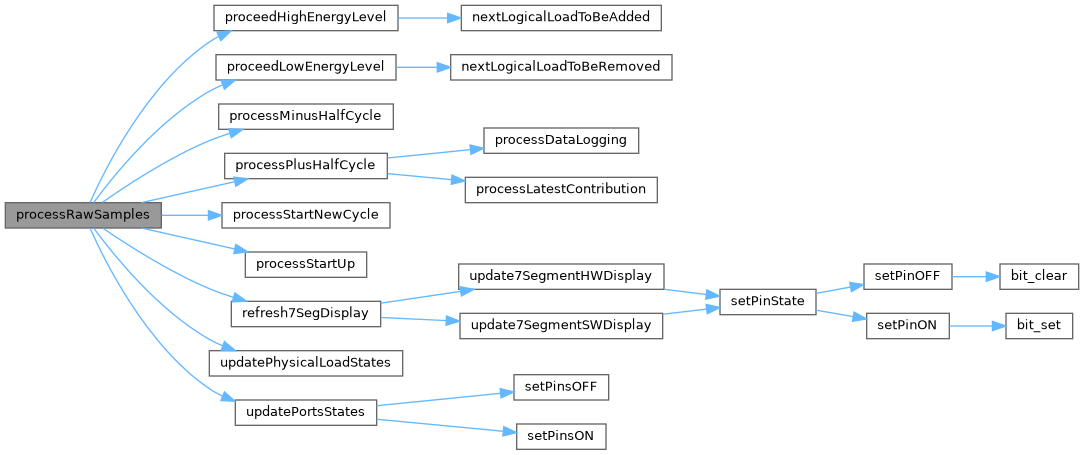 proceedHighEnergyLevel
nextLogicalLoadToBeAdded
proceedLowEnergyLevel
nextLogicalLoadToBeRemoved
processMinusHalfCycle
processPlusHalfCycle
processDataLogging
processLatestContribution
processRawSamples
processStartNewCycle
processStartUp
refresh7SegDisplay
update7SegmentHWDisplay
update7SegmentSWDisplay
setPinState
setPinOFF
bit_clear
setPinON
bit_set
updatePhysicalLoadStates
updatePortsStates
setPinsOFF
setPinsON